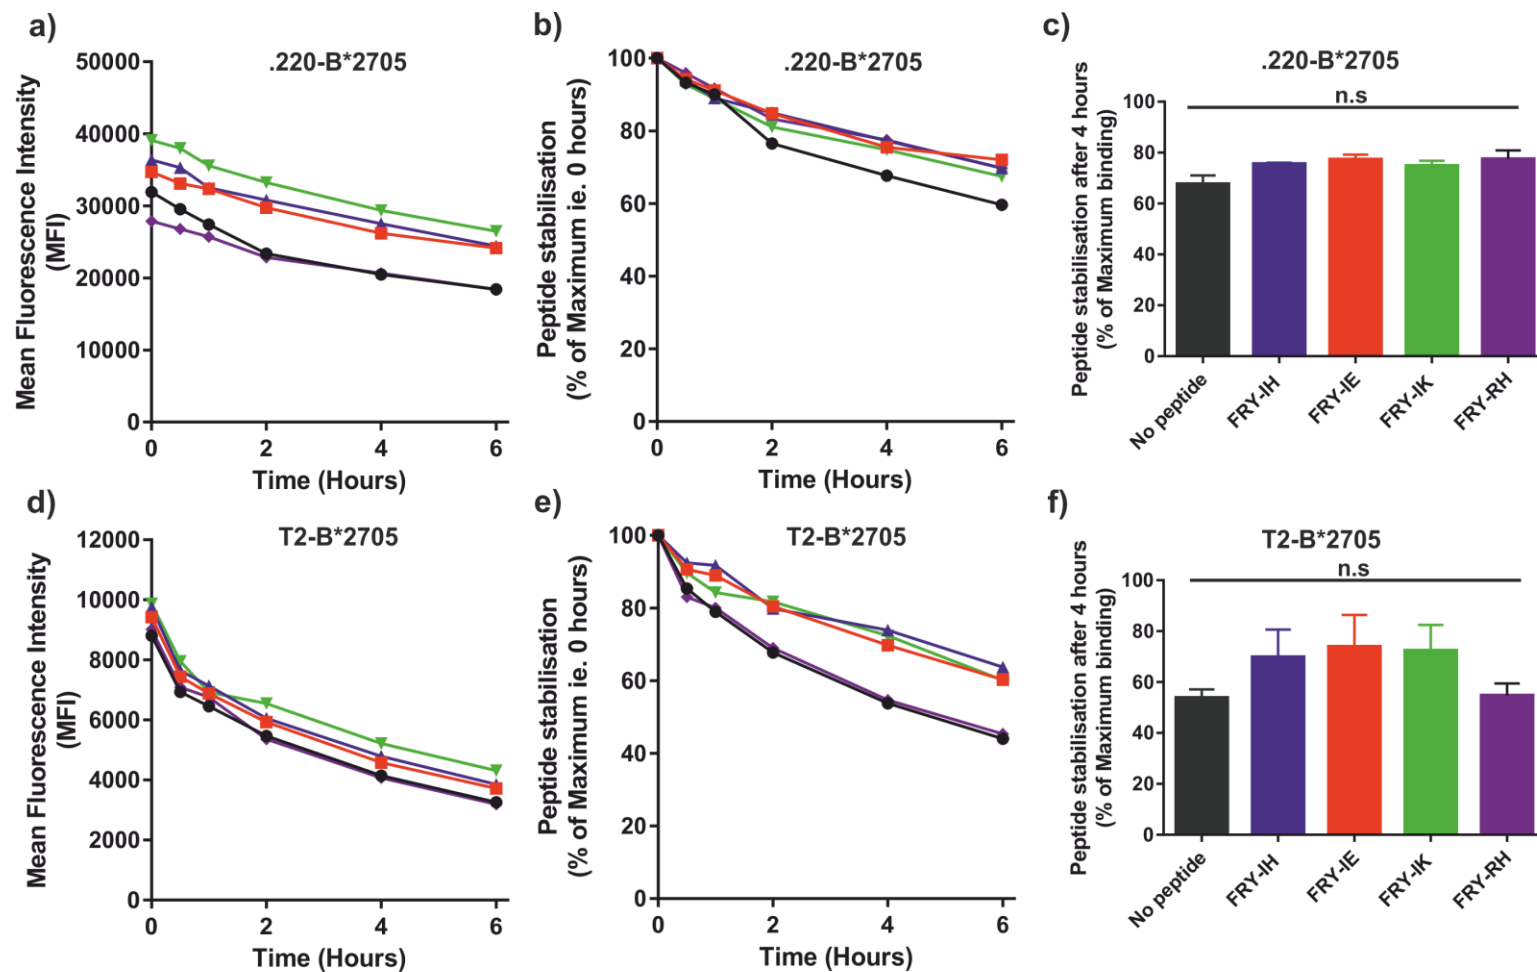 a)
.220-B*2705
Mean Fluorescence Intensity
(MFI)
50000
40000
30000
20000
10000
0
0
2
4
6
Time (Hours)
b)
.220-B*2705
Peptide stabilisation
(% of Maximum ie. 0 hours)
100
80
60
40
20
0
0
2
4
6
Time (Hours)
c)
.220-B*2705
n.s
Peptide stabilisation after 4 hours
(% of Maximum binding)
100
80
60
40
20
0
No peptide
FRY-IH
FRY-IE
FRY-IK
FRY-RH
d)
T2-B*2705
Mean Fluorescence Intensity
(MFI)
12000
10000
8000
6000
4000
2000
0
0
2
4
6
Time (Hours)
e)
T2-B*2705
Peptide stabilisation
(% of Maximum ie. 0 hours)
100
80
60
40
20
0
0
2
4
6
Time (Hours)
f)
T2-B*2705
n.s
Peptide stabilisation after 4 hours
(% of Maximum binding)
100
80
60
40
20
0
No peptide
FRY-IH
FRY-IE
FRY-IK
FRY-RH